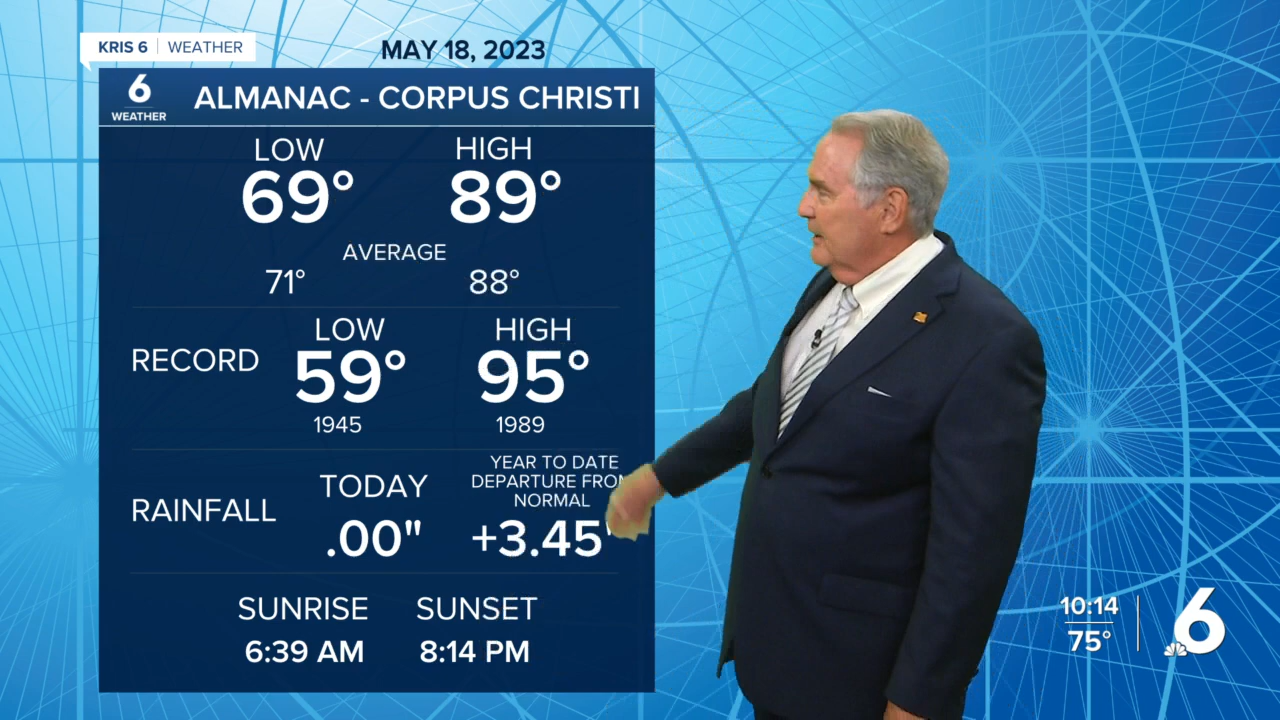 KRIS 6 | WEATHER
MAY 18, 2023
6
WEATHER
ALMANAC - CORPUS CHRISTI
LOW HIGH
69° 89°
AVERAGE
71° 88°
LOW HIGH
RECORD 59° 95°
1945 1989
YEAR TO DATE
DEPARTURE FROM
NORMAL
RAINFALL
TODAY
.00" +3.45"
SUNRISE SUNSET
6:39 AM 8:14 PM
10:14
75°
6